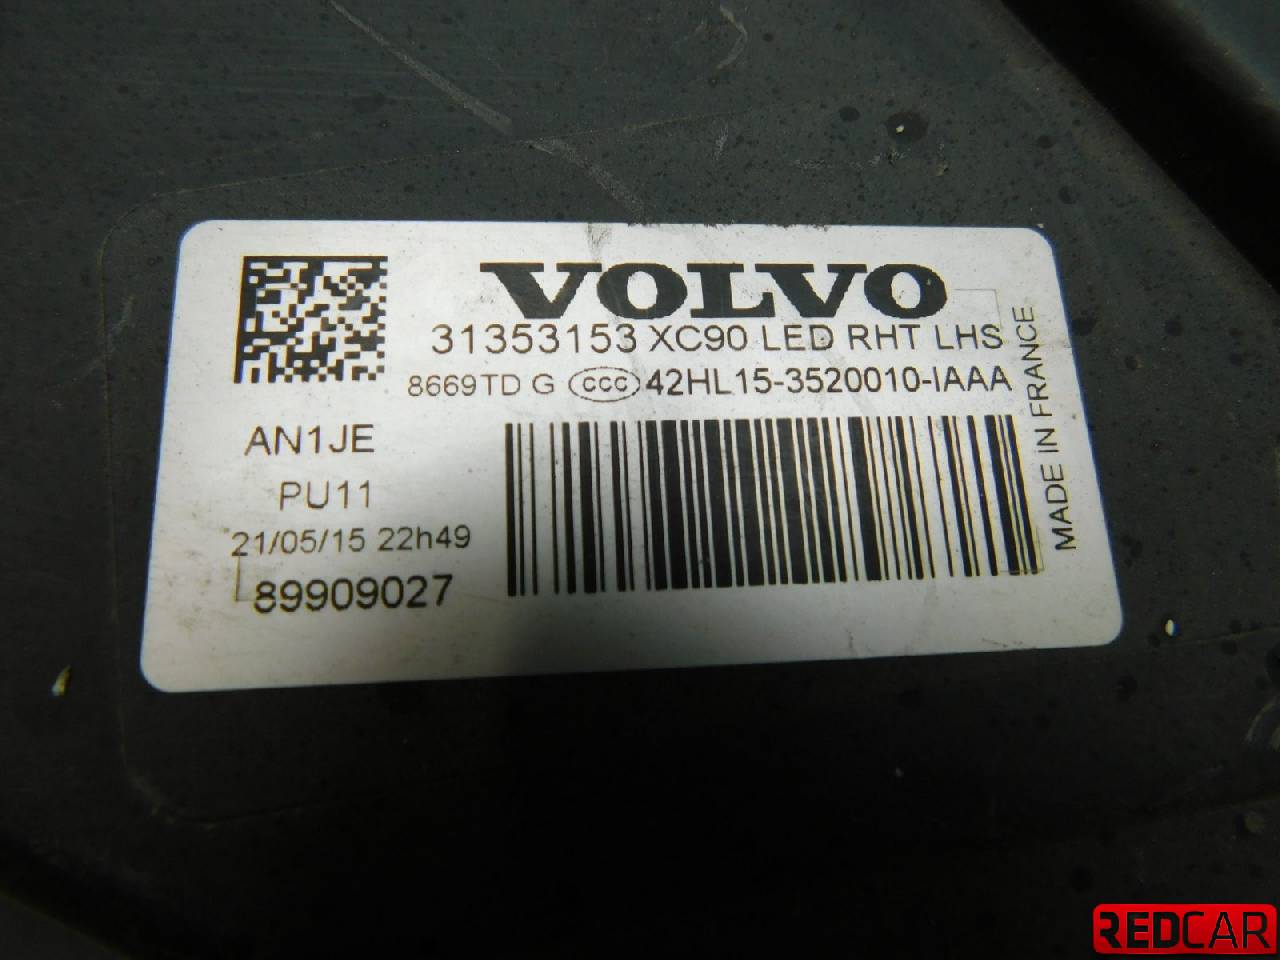 VOLVO
31353153 XC90 LED RHT LHS
8669TD G CCC 42HL15-3520010-IAAA
AN1JE
PU11
21/05/15 22h49
89909027
MADE IN FRANCE
REDCAR